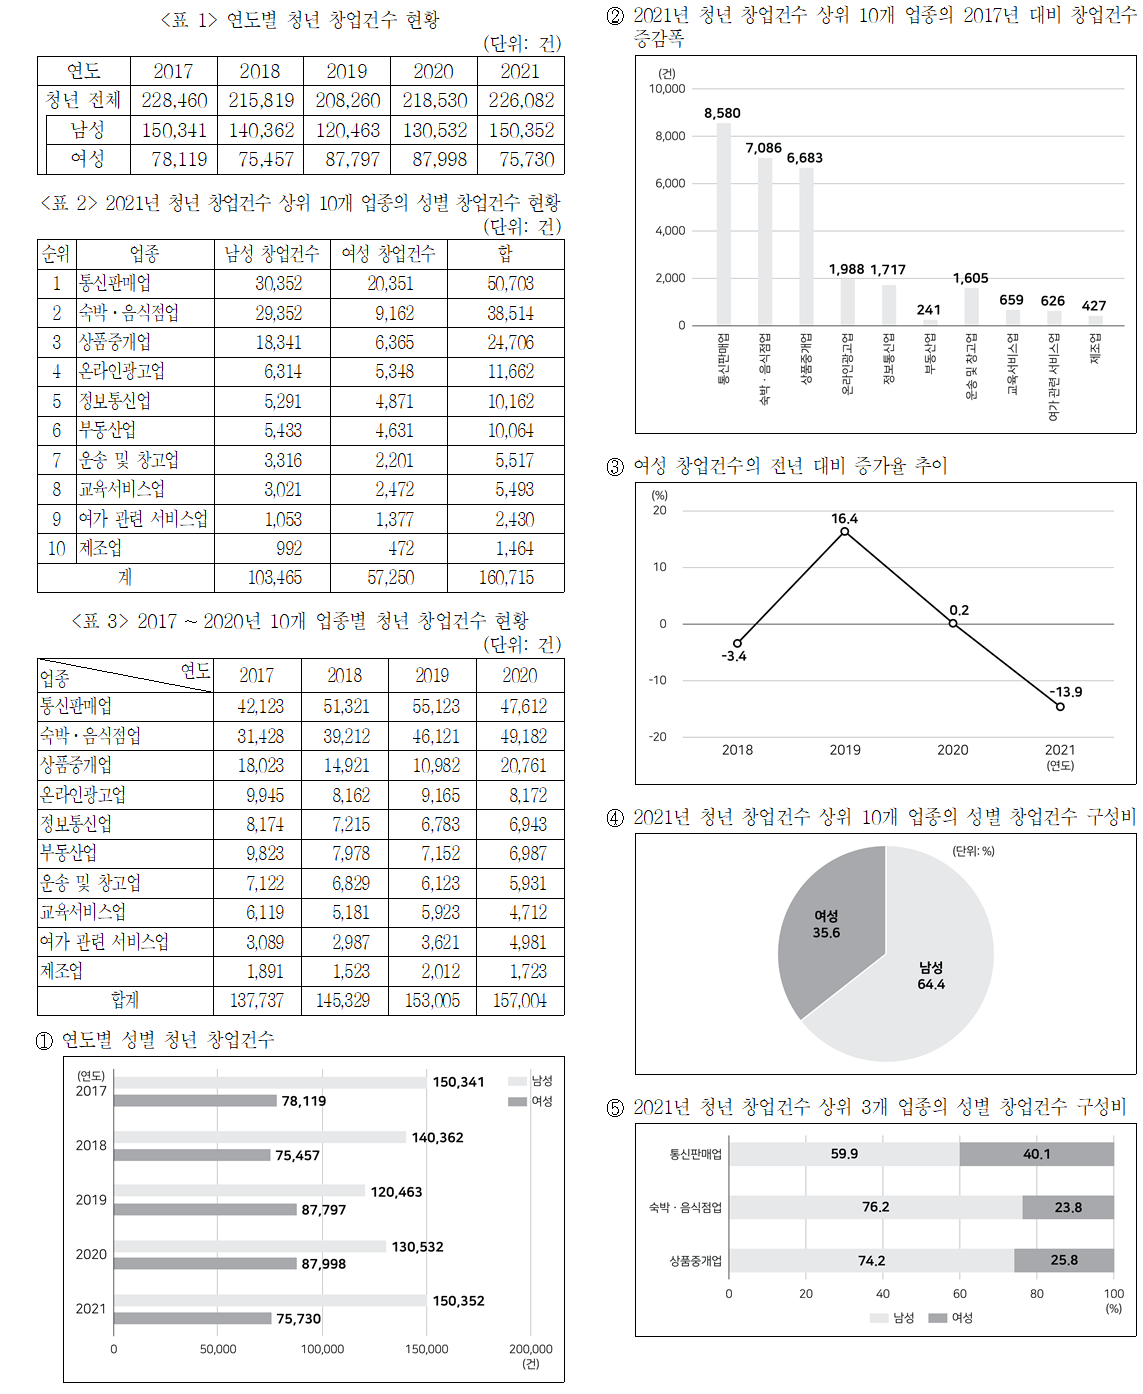 <표 1> 연도별 청년 창업건수 현황
(단위: 건)
연도 2017 2018 2019 2020 2021
청년 전체 228,460 215,819 208,260 218,530 226,082
남성 150,341 140,362 120,463 130,532 150,352
여성 78,119 75,457 87,797 87,998 75,730
<표 2> 2021년 청년 창업건수 상위 10개 업종의 성별 창업건수 현황
(단위: 건)
순위 업종 남성 창업건수 여성 창업건수 합
1 통신판매업 30,352 20,351 50,703
2 숙박·음식점업 29,352 9,162 38,514
3 상품중개업 18,341 6,365 24,706
4 온라인광고업 6,314 5,348 11,662
5 정보통신업 5,291 4,871 10,162
6 부동산업 5,433 4,631 10,064
7 운송 및 창고업 3,316 2,201 5,517
8 교육서비스업 3,021 2,472 5,493
9 여가 관련 서비스업 1,053 1,377 2,430
10 제조업 992 472 1,464
계 103,465 57,250 160,715
<표 3> 2017 ~ 2020년 10개 업종별 청년 창업건수 현황
(단위: 건)
업종 연도 2017 2018 2019 2020
통신판매업 42,123 51,321 55,123 47,612
숙박·음식점업 31,428 39,212 46,121 49,182
상품중개업 18,023 14,921 10,982 20,761
온라인광고업 9,945 8,162 9,165 8,172
정보통신업 8,174 7,215 6,783 6,943
부동산업 9,823 7,978 7,152 6,987
운송 및 창고업 7,122 6,829 6,123 5,931
교육서비스업 6,119 5,181 5,923 4,712
여가 관련 서비스업 3,089 2,987 3,621 4,981
제조업 1,891 1,523 2,012 1,723
합계 137,737 145,329 153,005 157,004
① 연도별 성별 청년 창업건수
(연도)
남성
여성
2017 150,341
78,119
2018 140,362
75,457
2019 120,463
87,797
2020 130,532
87,998
2021 150,352
75,730
0 50,000 100,000 150,000 200,000
(건)
② 2021년 청년 창업건수 상위 10개 업종의 2017년 대비 창업건수
증감폭
(건)
10,000
8,000
6,000
4,000
2,000
0
8,580 7,086 6,683 1,988 1,717 241 1,605 659 626 427
통신판매업 숙박·음식점업 상품중개업 온라인광고업 정보통신업 부동산업 운송 및 창고업 교육서비스업 여가 관련 서비스업 제조업
③ 여성 창업건수의 전년 대비 증가율 추이
(%)
20
10
0
-10
-20
-3.4 16.4 0.2 -13.9
2018 2019 2020 2021
(연도)
④ 2021년 청년 창업건수 상위 10개 업종의 성별 창업건수 구성비
(단위: %)
여성
35.6
남성
64.4
⑤ 2021년 청년 창업건수 상위 3개 업종의 성별 창업건수 구성비
통신판매업 59.9 40.1
숙박·음식점업 76.2 23.8
상품중개업 74.2 25.8
0 20 40 60 80 100
(%)
남성 여성